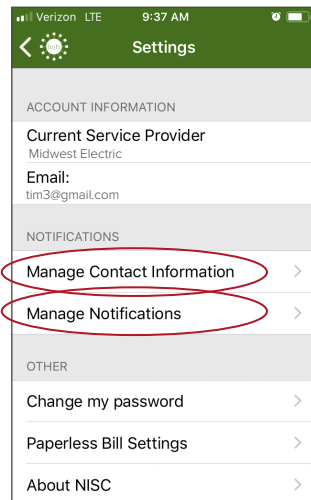 Verizon LTE 9:37 AM
hub
Settings
ACCOUNT INFORMATION
Current Service Provider
Midwest Electric
Email:
tim3@gmail.com
NOTIFICATIONS
Manage Contact Information
Manage Notifications
OTHER
Change my password
Paperless Bill Settings
About NISC